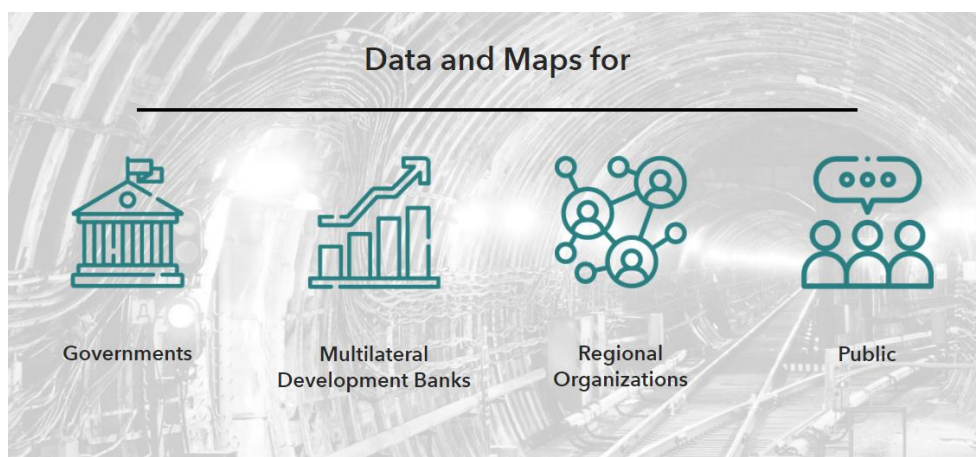 Data and Maps for
Governments
Multilateral
Development Banks
Regional
Organizations
Public